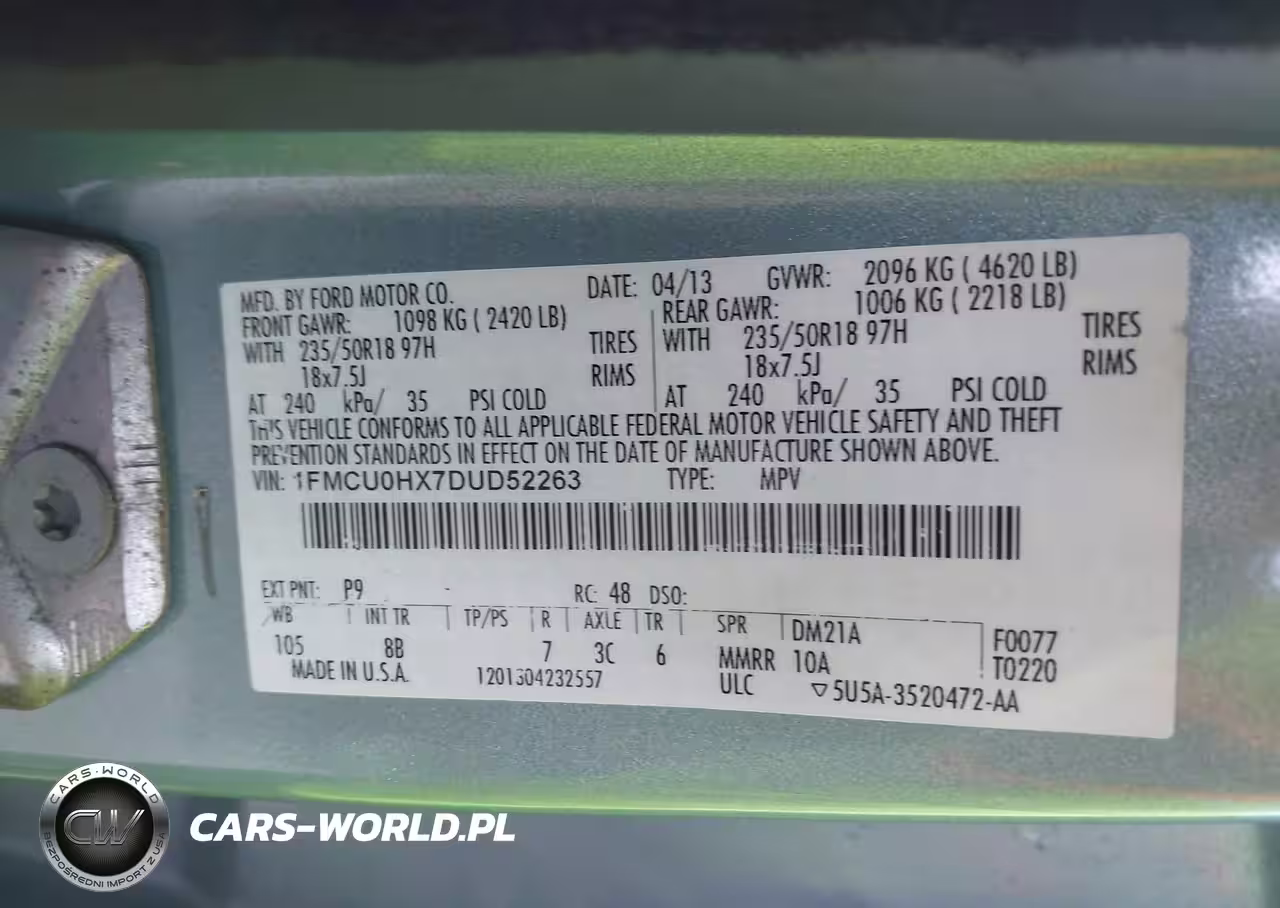 MFD. BY FORD MOTOR CO. DATE: 04/13 GVWR: 2096 KG ( 4620 LB)
FRONT GAWR: 1098 KG ( 2420 LB) REAR GAWR: 1006 KG ( 2218 LB)
WITH 235/50R18 97H TIRES WITH 235/50R18 97H TIRES
18x7.5J RIMS 18x7.5J RIMS
AT 240 kPa/ 35 PSI COLD AT 240 kPa/ 35 PSI COLD
THIS VEHICLE CONFORMS TO ALL APPLICABLE FEDERAL MOTOR VEHICLE SAFETY AND THEFT
PREVENTION STANDARDS IN EFFECT ON THE DATE OF MANUFACTURE SHOWN ABOVE.
VIN: 1FMCU0HX7DUD52263 TYPE: MPV
EXT PNT: P9 RC: 48 DSO:
WB INT TR TP/PS R AXLE TR SPR DM21A F0077
105 8B 7 3C 6 MMRR 10A T0220
MADE IN U.S.A. 1201304232557 ULC ▽5U5A-3520472-AA
CARS-WORLD
CW
BEZPOŚREDNI IMPORT Z USA
CARS-WORLD.PL